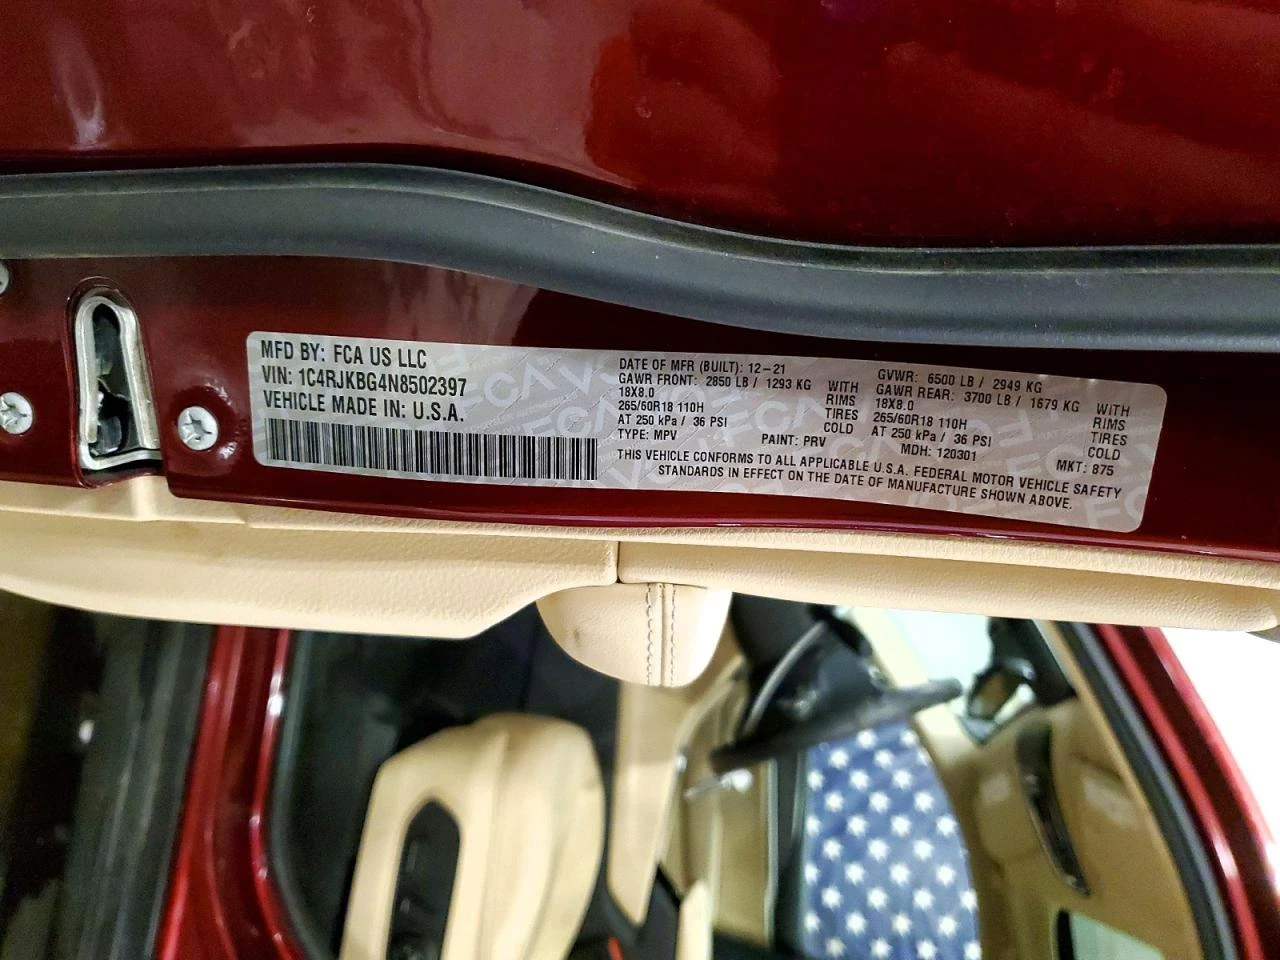 MFD BY: FCA US LLC
VIN: 1C4RJKBG4N8502397
VEHICLE MADE IN: U.S.A.
DATE OF MFR (BUILT): 12-21
GAWR FRONT: 2850 LB / 1293 KG WITH
18X8.0 RIMS
265/60R18 110H TIRES
AT 250 kPa / 36 PSI COLD
TYPE: MPV PAINT: PRV
GVWR: 6500 LB / 2949 KG
GAWR REAR: 3700 LB / 1679 KG WITH
18X8.0 RIMS
265/60R18 110H TIRES
AT 250 kPa / 36 PSI COLD
MDH: 120301 MKT: 875
THIS VEHICLE CONFORMS TO ALL APPLICABLE U.S.A. FEDERAL MOTOR VEHICLE SAFETY
STANDARDS IN EFFECT ON THE DATE OF MANUFACTURE SHOWN ABOVE.